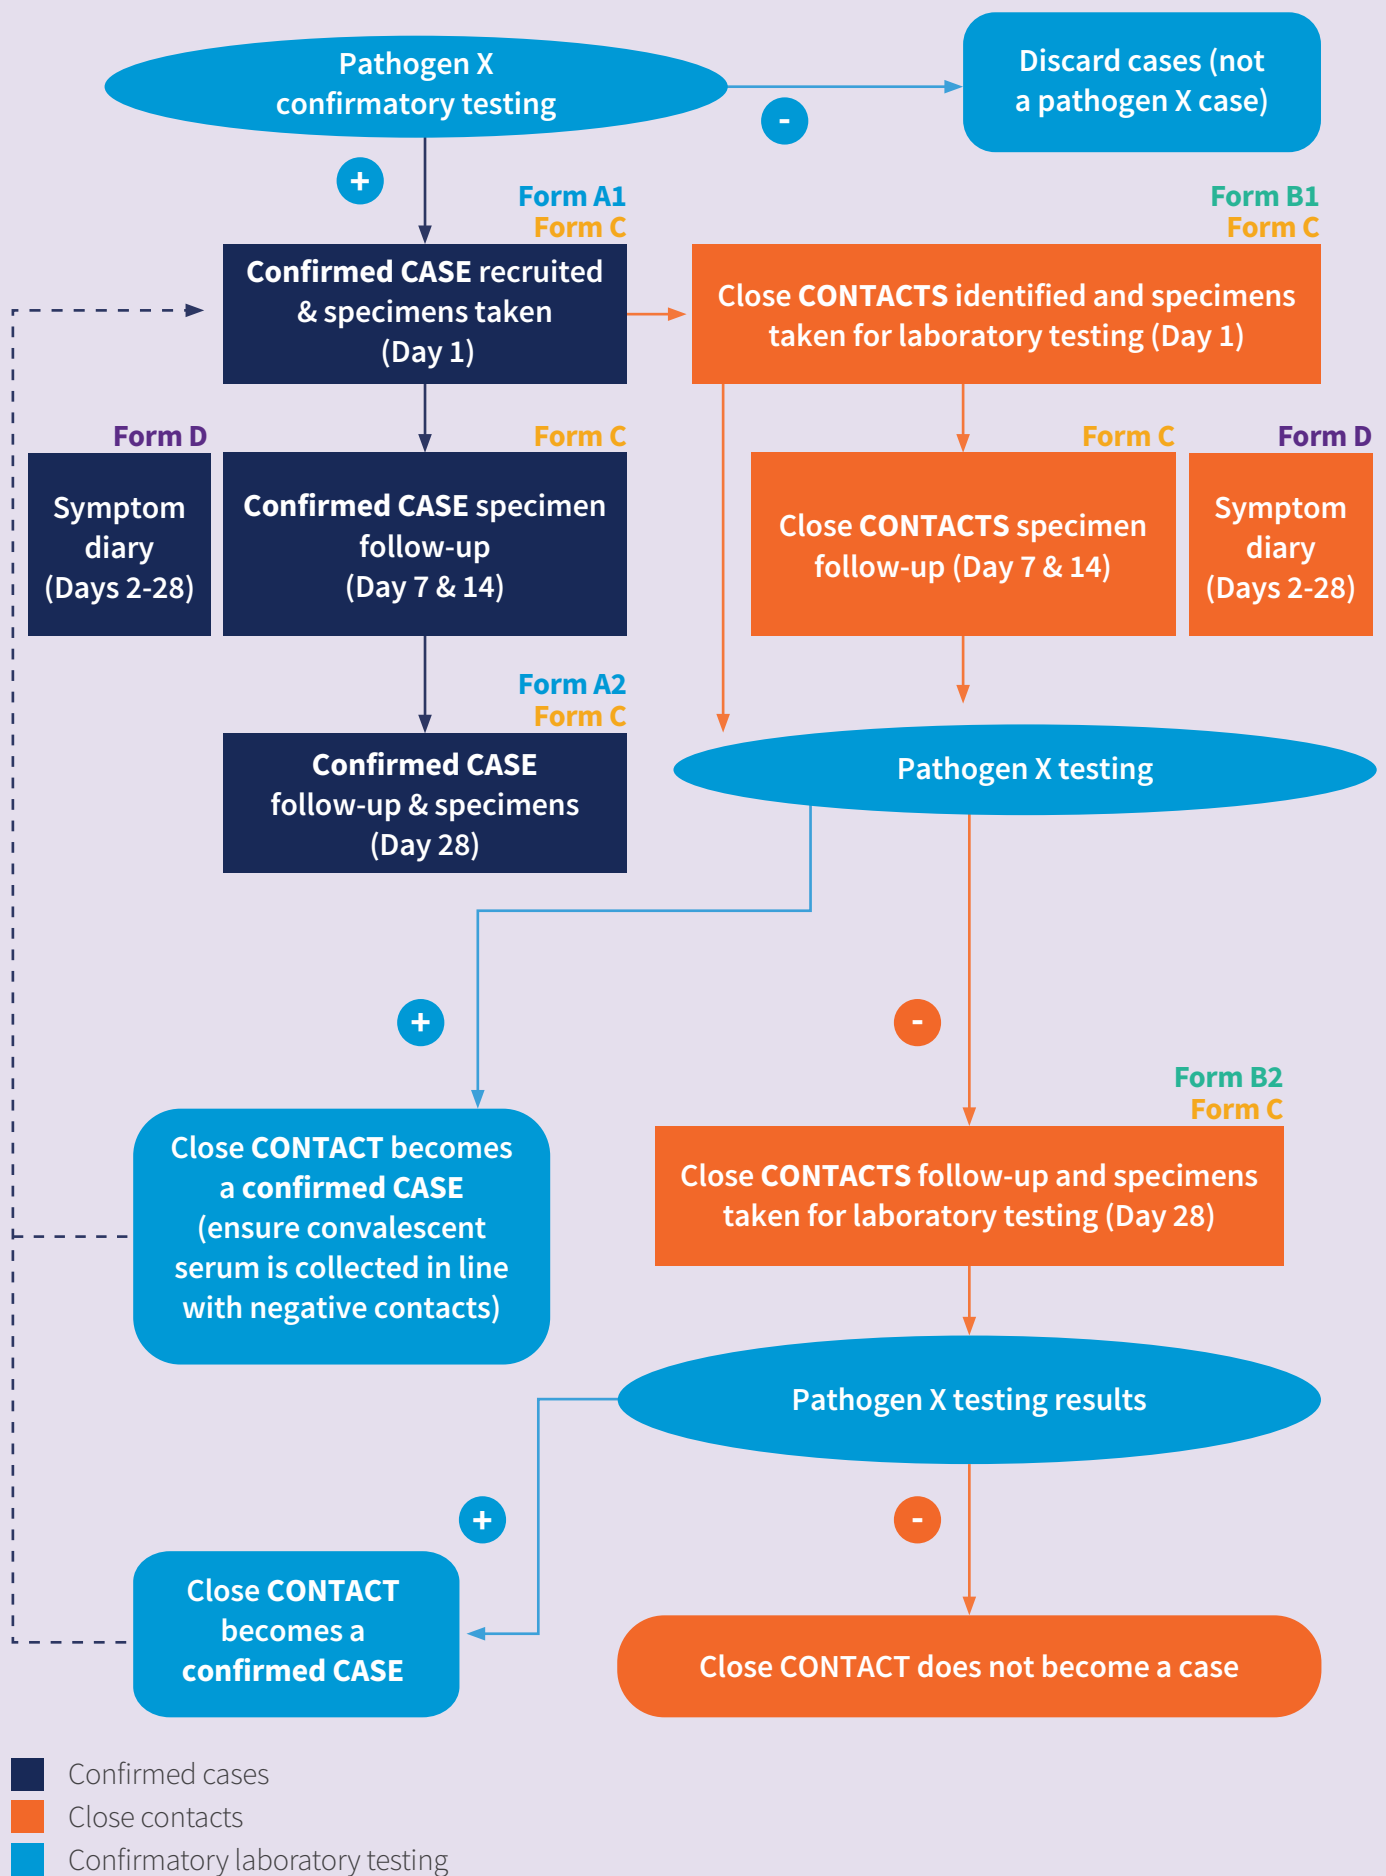 Pathogen X
confirmatory testing
Discard cases (not
a pathogen X case)
-
+
Form A1
Form C
Form B1
Form C
Confirmed CASE recruited
& specimens taken
(Day 1)
Close CONTACTS identified and specimens
taken for laboratory testing (Day 1)
Form D
Form C
Form C
Form D
Symptom
diary
(Days 2-28)
Confirmed CASE specimen
follow-up
(Day 7 & 14)
Close CONTACTS specimen
follow-up (Day 7 & 14)
Symptom
diary
(Days 2-28)
Form A2
Form C
Confirmed CASE
follow-up & specimens
(Day 28)
Pathogen X testing
+
-
Form B2
Form C
Close CONTACT becomes
a confirmed CASE
(ensure convalescent
serum is collected in line
with negative contacts)
Close CONTACTS follow-up and specimens
taken for laboratory testing (Day 28)
Pathogen X testing results
+
-
Close CONTACT
becomes a
confirmed CASE
Close CONTACT does not become a case
Confirmed cases
Close contacts
Confirmatory laboratory testing